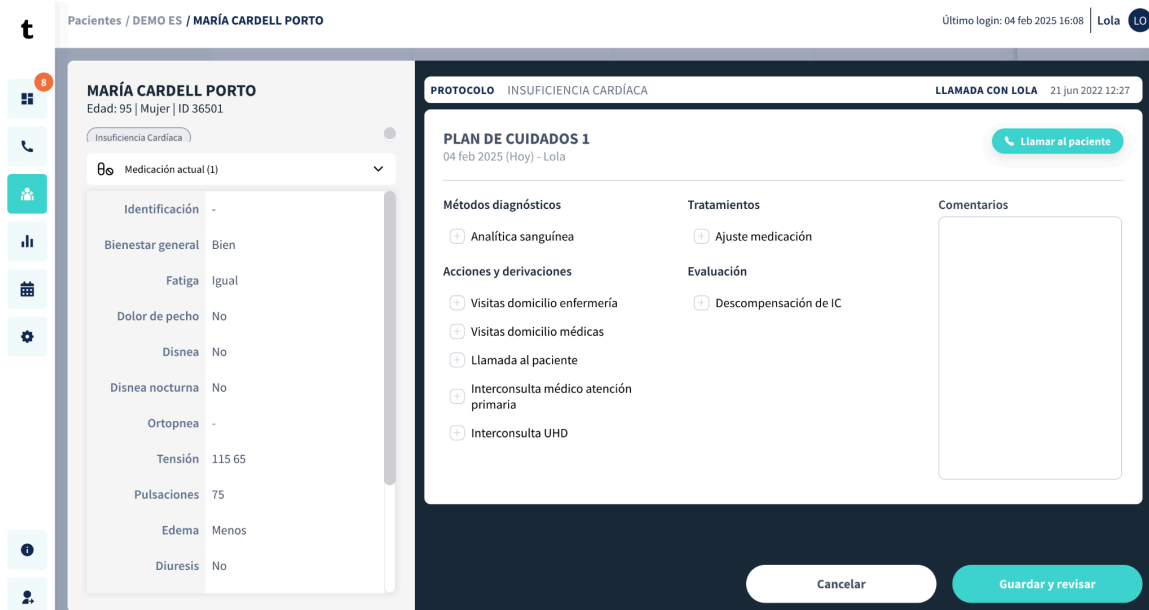 t
Pacientes / DEMO ES / MARÍA CARDELL PORTO
Último login: 04 feb 2025 16:08
Lola
LO
8
MARÍA CARDELL PORTO
Edad: 95 | Mujer | ID 36501
Insuficiencia Cardíaca
Medicación actual (1)
Identificación -
Bienestar general Bien
Fatiga Igual
Dolor de pecho No
Disnea No
Disnea nocturna No
Ortopnea -
Tensión 115 65
Pulsaciones 75
Edema Menos
Diuresis No
PROTOCOLO INSUFICIENCIA CARDÍACA
LLAMADA CON LOLA 21 jun 2022 12:27
PLAN DE CUIDADOS 1
04 feb 2025 (Hoy) - Lola
Llamar al paciente
Métodos diagnósticos
Analítica sanguínea
Acciones y derivaciones
Visitas domicilio enfermería
Visitas domicilio médicas
Llamada al paciente
Interconsulta médico atención
primaria
Interconsulta UHD
Tratamientos
Ajuste medicación
Evaluación
Descompensación de IC
Comentarios
Cancelar
Guardar y revisar